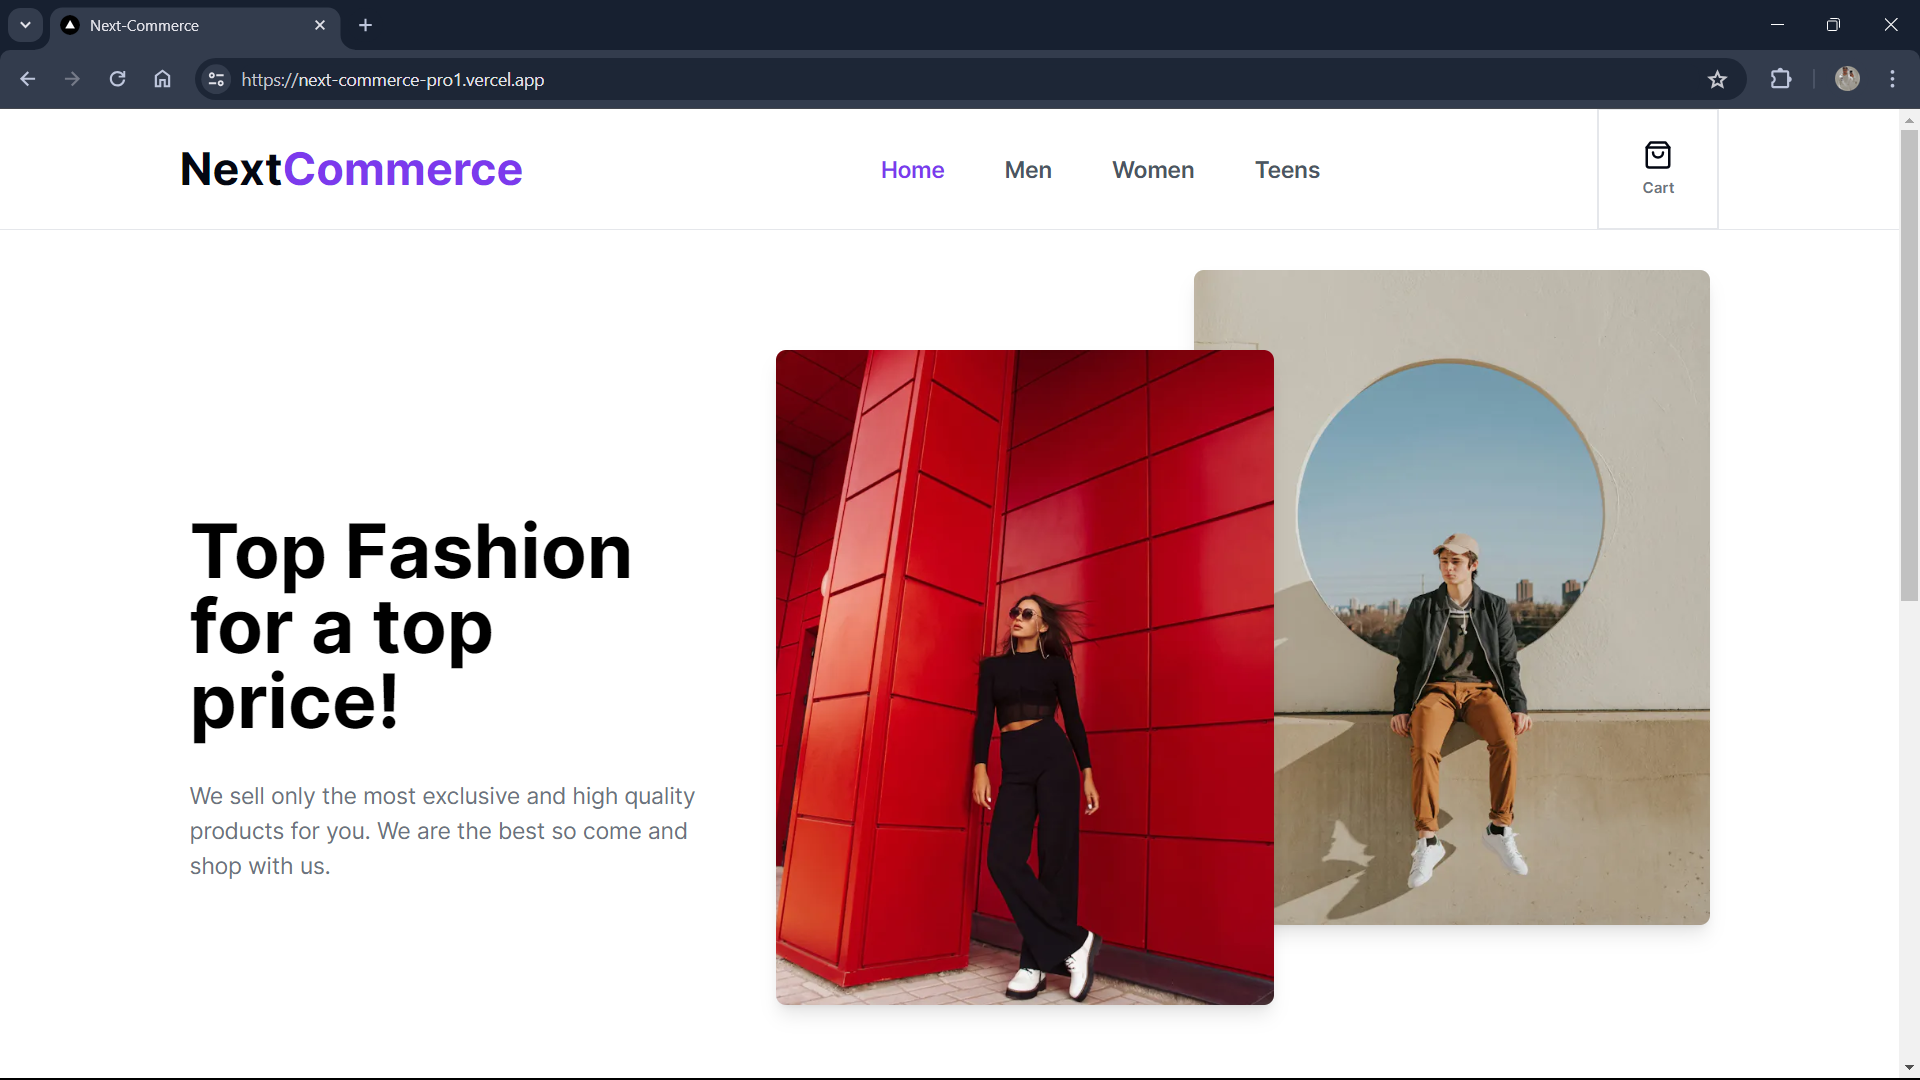 Next-Commerce
https://next-commerce-pro1.vercel.app
NextCommerce
Home Men Women Teens
Cart
Top Fashion
for a top
price!
We sell only the most exclusive and high quality
products for you. We are the best so come and
shop with us.